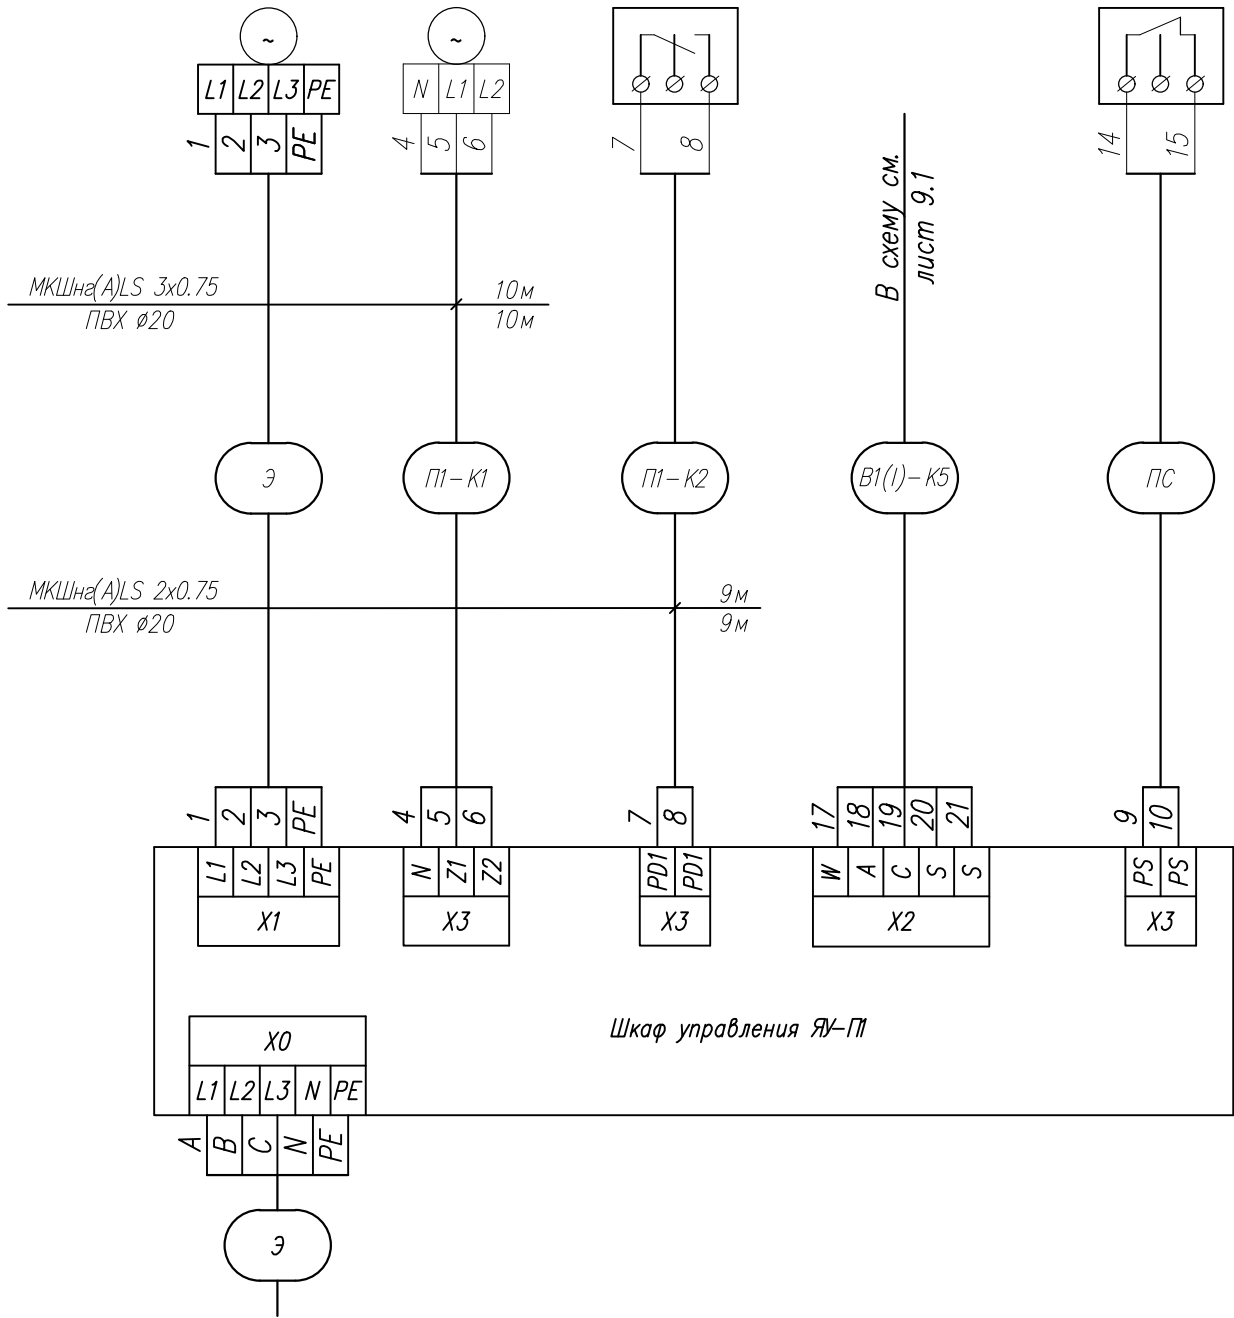 ~ ~
L1 L2 L3 PE N L1 L2
1 2 3 PE 4 5 6 7 8 14 15
В схему см.
лист 9.1
МКШнг(А)LS 3х0.75 10м
ПВХ ø20 10м
Э П1-К1 П1-К2 В1(I)-К5 ПС
МКШнг(А)LS 2х0.75 9м
ПВХ ø20 9м
1 2 3 PE 4 5 6 7 8 17 18 19 20 21 9 10
L1 L2 L3 PE N Z1 Z2 PD1 PD1 W A C S S PS PS
X1 X3 X3 X2 X3
Шкаф управления ЯУ-П1
X0
L1 L2 L3 N PE
A B C N PE
Э